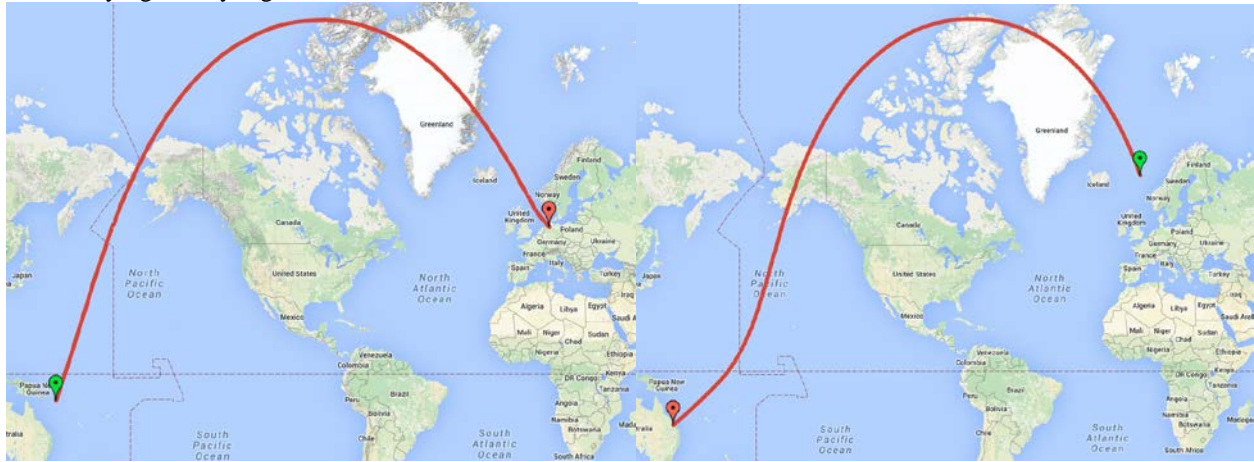 Greenland
Iceland
Finland
Sweden
Norway
United
Kingdom
Poland
Germany
Ukraine
France
Italy
Spain
Turkey
Canada
United States
Mexico
North
Pacific
Ocean
North
Atlantic
Ocean
Japan
Algeria
Libya
Egypt
Iraq
Mali
Niger
Sudan
Chad
Nigeria
Ethiopia
Kenya
DR Congo
Tanzania
Angola
Namibia
Botswana
South Africa
Venezuela
Colombia
Brazil
Peru
Bolivia
Chile
Papua New
Guinea
South
Pacific
Ocean
South
Atlantic
Ocean
Greenland
Iceland
Finland
Sweden
Norway
United
Kingdom
Poland
Germany
Ukraine
France
Italy
Spain
Turkey
Iraq
Canada
United States
Mexico
North
Pacific
Ocean
North
Atlantic
Ocean
Japan
Algeria
Libya
Egypt
Saudi Arabia
Mali
Niger
Sudan
Chad
Nigeria
Ethiopia
Kenya
DR Congo
Tanzania
Angola
Namibia
Botswana
Venezuela
Colombia
Brazil
Peru
Bolivia
Chile
Papua New
Guinea
South
Pacific
Ocean
South
Atlantic
Ocean